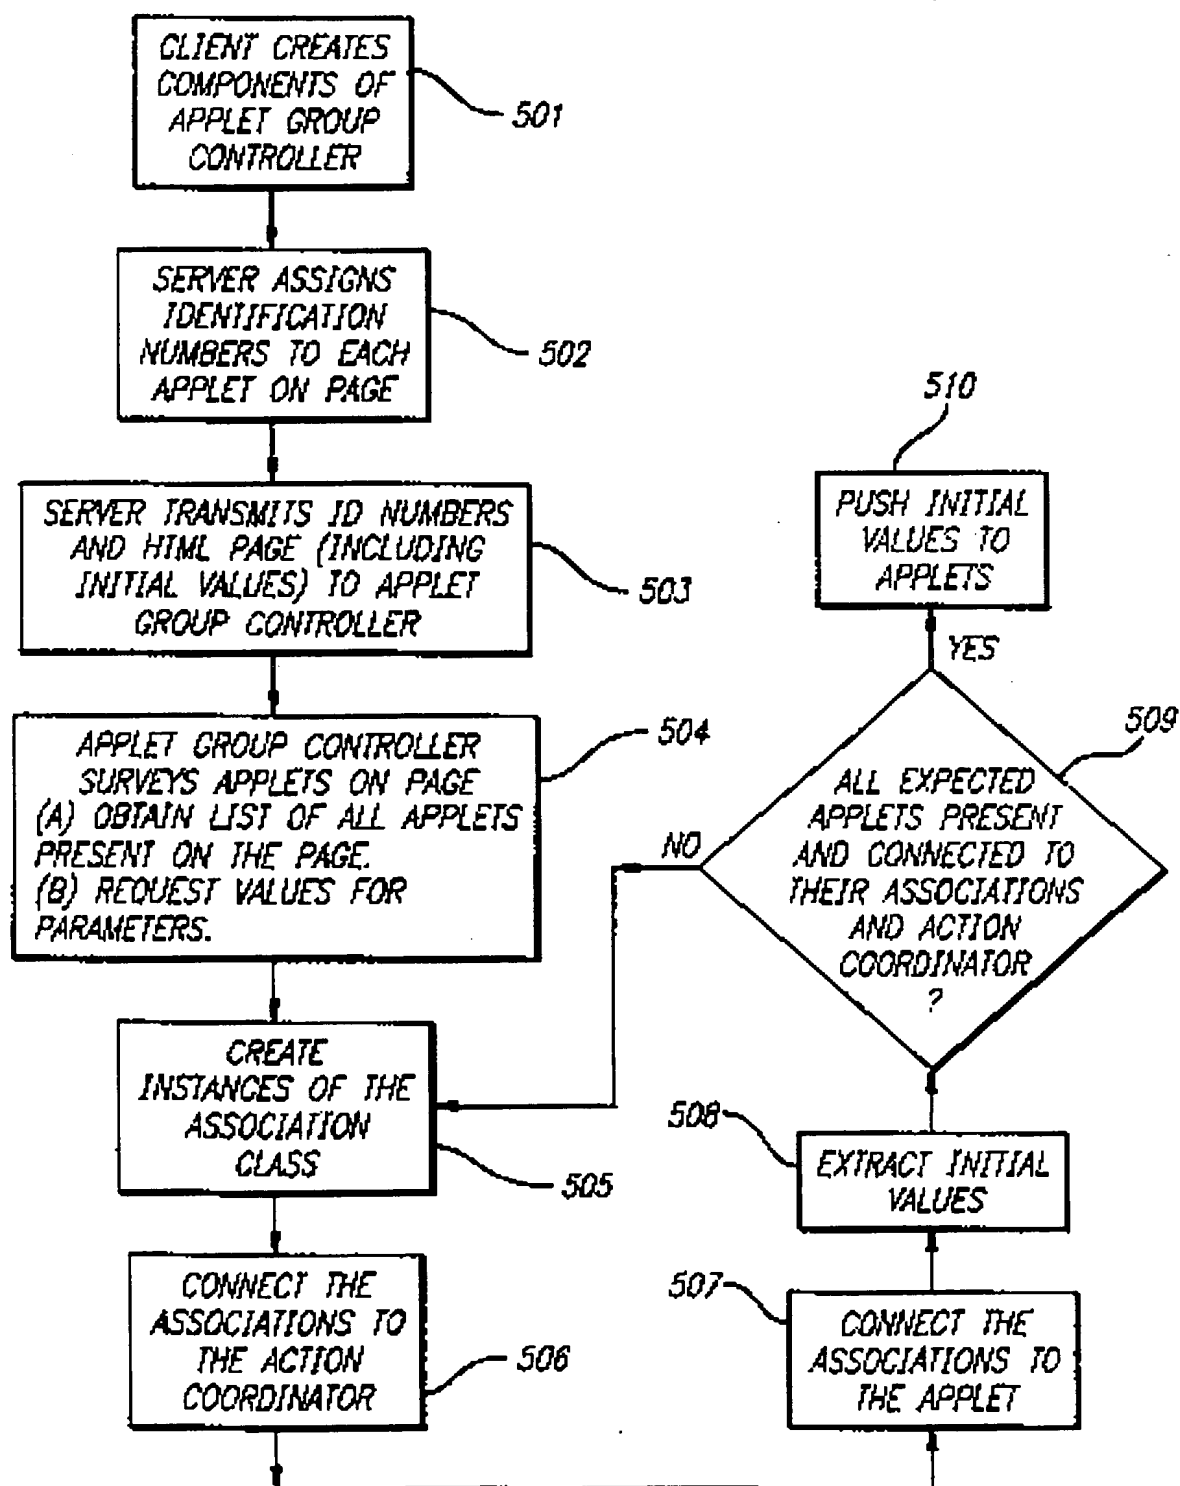 CLIENT CREATES
COMPONENTS OF
APPLET GROUP
CONTROLLER
501
SERVER ASSIGNS
IDENTIFICATION
NUMBERS TO EACH
APPLET ON PAGE
502
SERVER TRANSMITS ID NUMBERS
AND HTML PAGE (INCLUDING
INITIAL VALUES) TO APPLET
GROUP CONTROLLER
503
APPLET GROUP CONTROLLER
SURVEYS APPLETS ON PAGE
(A) OBTAIN LIST OF ALL APPLETS
PRESENT ON THE PAGE.
(B) REQUEST VALUES FOR
PARAMETERS.
504
CREATE
INSTANCES OF THE
ASSOCIATION
CLASS
505
CONNECT THE
ASSOCIATIONS TO
THE ACTION
COORDINATOR
506
507
CONNECT THE
ASSOCIATIONS TO
THE APPLET
508
EXTRACT INITIAL
VALUES
509
ALL EXPECTED
APPLETS PRESENT
AND CONNECTED TO
THEIR ASSOCIATIONS
AND ACTION
COORDINATOR
?
NO
YES
510
PUSH INITIAL
VALUES TO
APPLETS